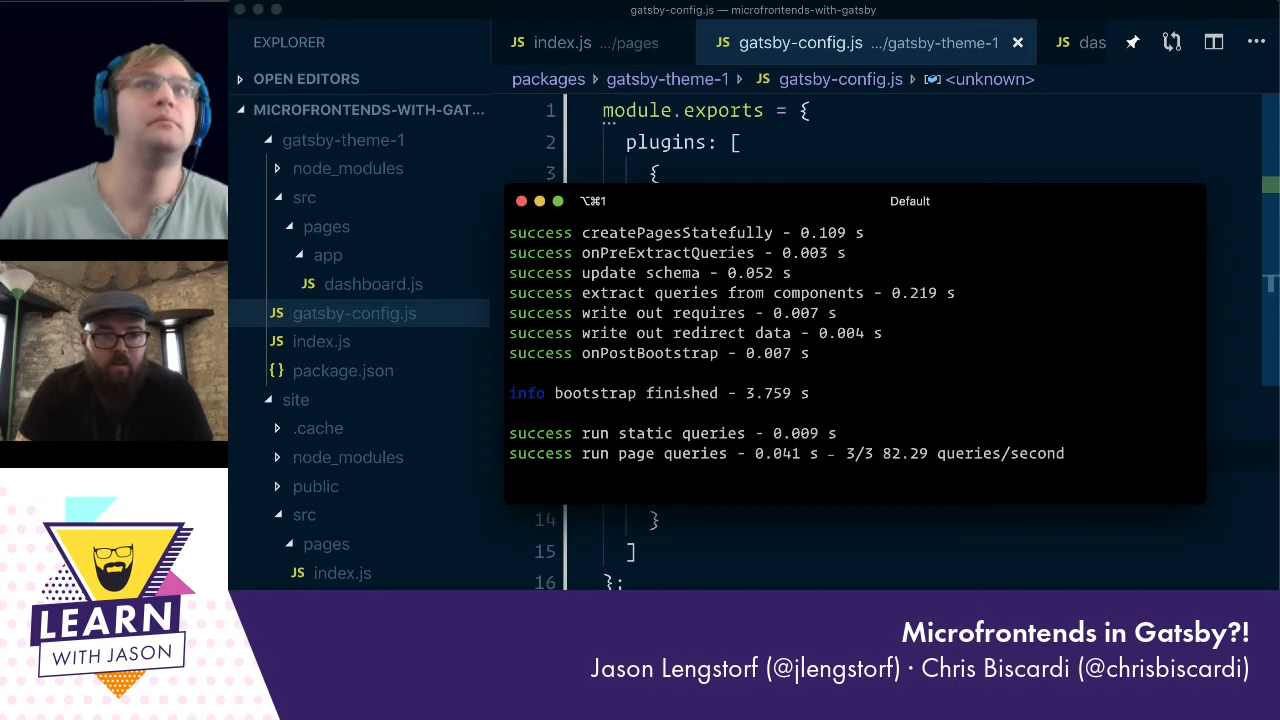 gatsby-config.js — microfrontends-with-gatsby
EXPLORER
JS index.js .../pages
JS gatsby-config.js .../gatsby-theme-1
JS das
OPEN EDITORS
packages gatsby-theme-1 JS gatsby-config.js <unknown>
MICROFRONTENDS-WITH-GAT...
gatsby-theme-1
node_modules
src
pages
app
JS dashboard.js
JS gatsby-config.js
JS index.js
{} package.json
site
.cache
node_modules
public
src
pages
JS index.js
1 module.exports = {
2 plugins: [
3 {
⌥⌘1 Default
success createPagesStatefully - 0.109 s
success onPreExtractQueries - 0.003 s
success update schema - 0.052 s
success extract queries from components - 0.219 s
success write out requires - 0.007 s
success write out redirect data - 0.004 s
success onPostBootstrap - 0.007 s
info bootstrap finished - 3.759 s
success run static queries - 0.009 s
success run page queries - 0.041 s — 3/3 82.29 queries/second
14 }
15 ]
16 };
LEARN
WITH JASON
Microfrontends in Gatsby?!
Jason Lengstorf (@jlengstorf) · Chris Biscardi (@chrisbiscardi)